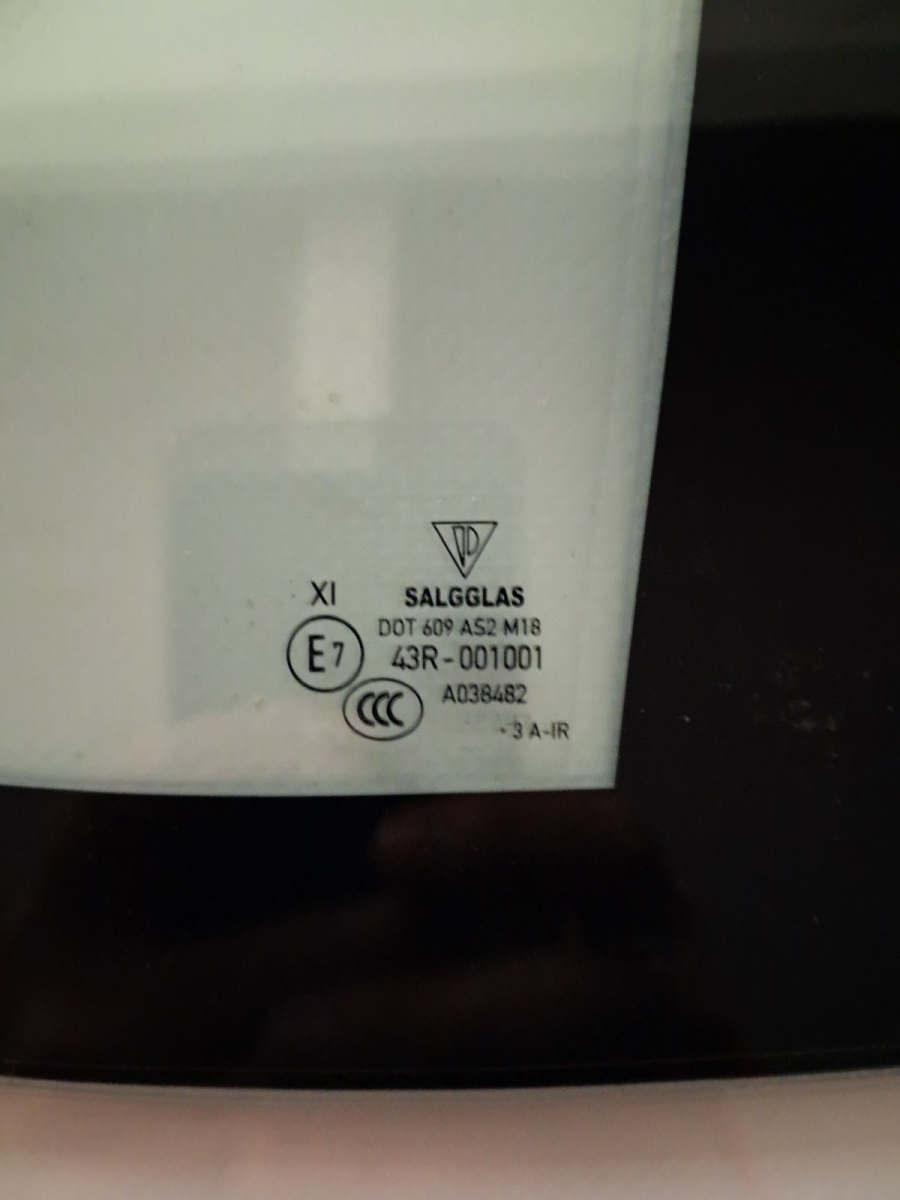 XI
SALGGLAS
DOT 609 AS2 M18
E7
43R-001001
CCC
A038482
3 A-IR